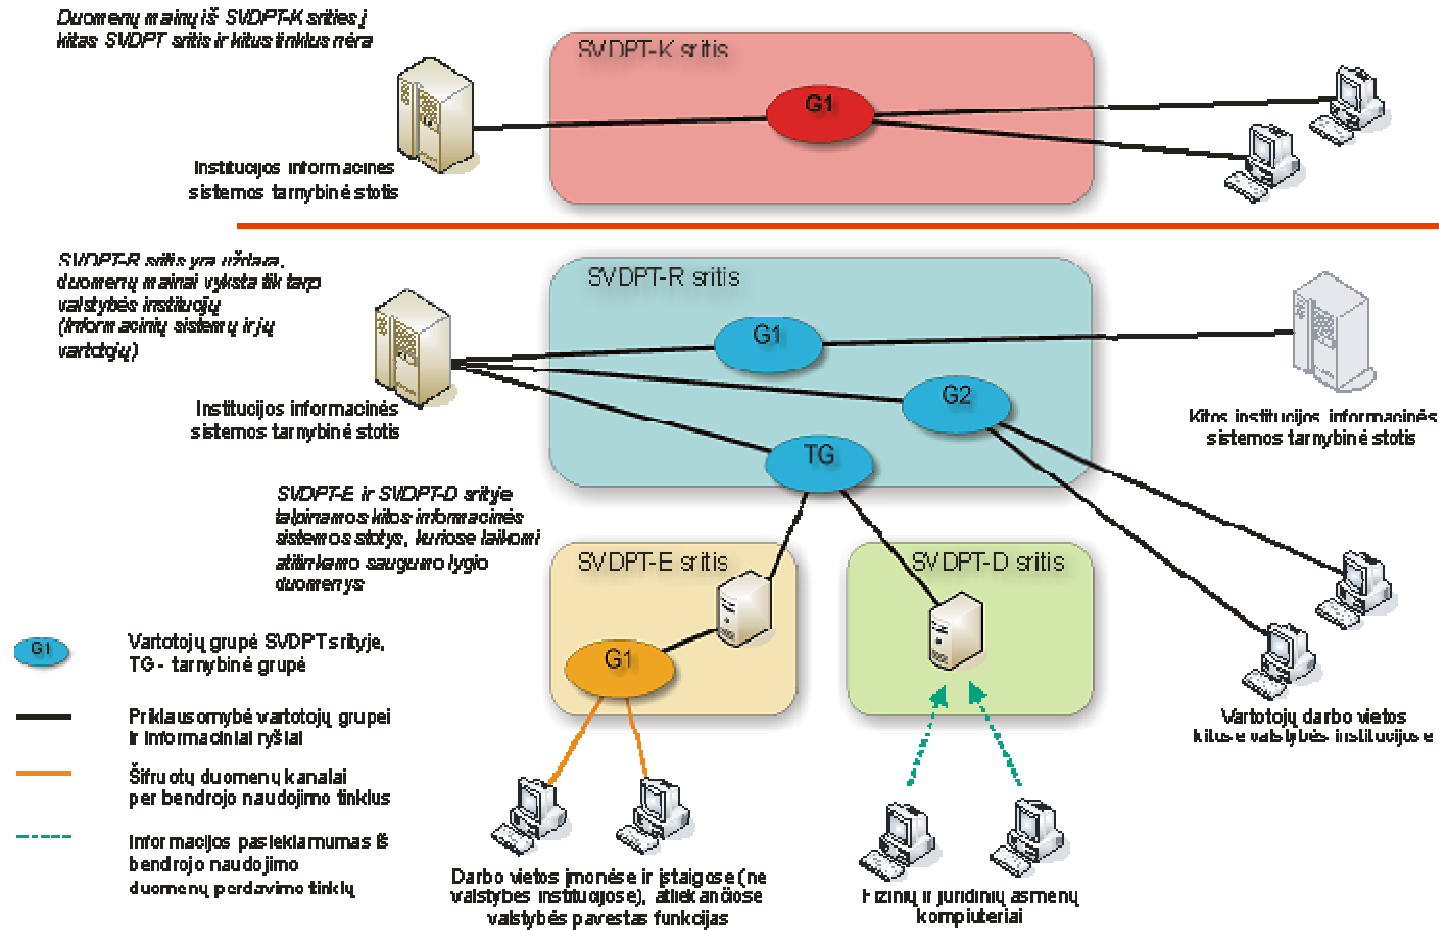 Duomenų mainų iš SVDPT-K srities į
kitas SVDPT sritis ir kitus tinklus nėra
SVDPT-K sritis
G1
Institucijos informacinės
sistemos tarnybinė stotis
SVDPT-R sritis yra uždara,
duomenų mainai vyksta tik tarp
valstybės institucijų
(informacinių sistemų ir jų
vartotojų)
SVDPT-R sritis
G1
G2
TG
Institucijos informacinės
sistemos tarnybinė stotis
Kitos institucijos informacinės
sistemos tarnybinė stotis
SVDPT-E ir SVDPT-D srityje
talpinamos kitos informacinės
sistemos stotys, kuriose laikomi
atitinkamo saugumo lygio
duomenys
SVDPT-E sritis
G1
SVDPT-D sritis
G1
Vartotojų grupė SVDPT srityje,
TG - tarnybinė grupė
Priklausomybė vartotojų grupei
ir informaciniai ryšiai
Šifruotų duomenų kanalai
per bendrojo naudojimo tinklus
Informacijos pasiekiamumas iš
bendrojo naudojimo
duomenų perdavimo tinklų
Vartotojų darbo vietos
kituose valstybės institucijose
Darbo vietos įmonėse ir įstaigose (ne
valstybės institucijose), atliekančiose
valstybės pavestas funkcijas
Fizinių ir juridinių asmenų
kompiuteriai